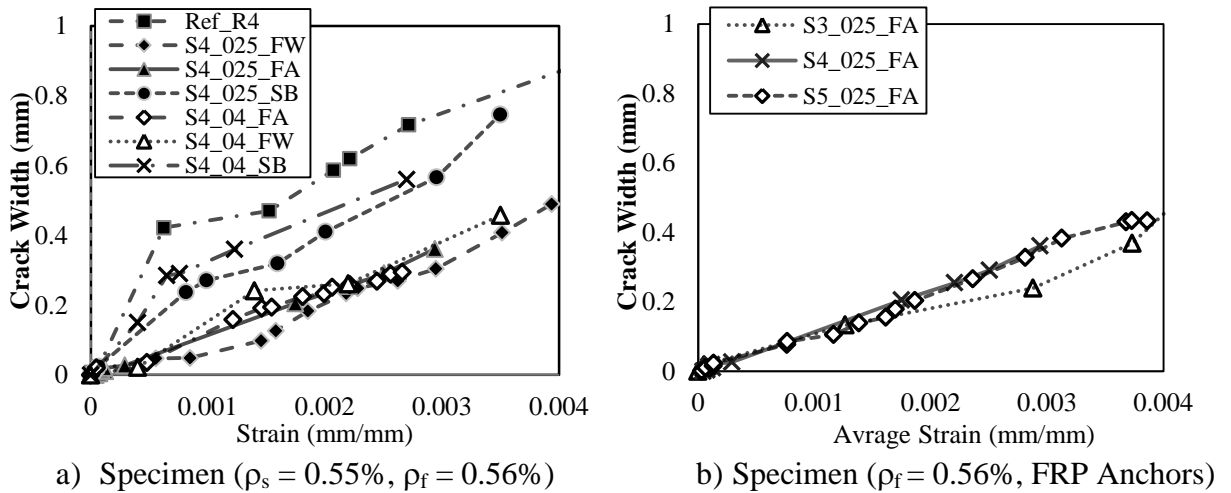 Ref_R4
S4_025_FW
S4_025_FA
S4_025_SB
S4_04_FA
S4_04_FW
S4_04_SB
1
0.8
0.6
0.4
0.2
0
Crack Width (mm)
0 0.001 0.002 0.003 0.004
Strain (mm/mm)
a) Specimen (ρs = 0.55%, ρf = 0.56%)
S3_025_FA
S4_025_FA
S5_025_FA
1
0.8
0.6
0.4
0.2
0
Crack Width (mm)
0 0.001 0.002 0.003 0.004
Avrage Strain (mm/mm)
b) Specimen (ρf = 0.56%, FRP Anchors)